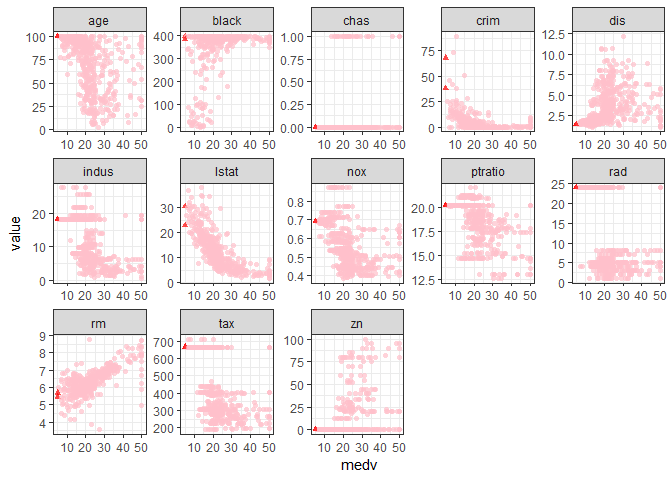 age black chas crim dis
100 75 50 25 0
400 300 200 100 0
1.00 0.75 0.50 0.25 0.00
75 50 25 0
12.5 10.0 7.5 5.0 2.5
10 20 30 40 50 10 20 30 40 50 10 20 30 40 50 10 20 30 40 50 10 20 30 40 50
indus lstat nox ptratio rad
value
20 10 0
30 20 10 0
0.8 0.7 0.6 0.5 0.4
20.0 17.5 15.0 12.5
25 20 15 10 5 0
10 20 30 40 50 10 20 30 40 50 10 20 30 40 50 10 20 30 40 50 10 20 30 40 50
rm tax zn
9 8 7 6 5 4
700 600 500 400 300 200
100 75 50 25 0
10 20 30 40 50 10 20 30 40 50 10 20 30 40 50
medv